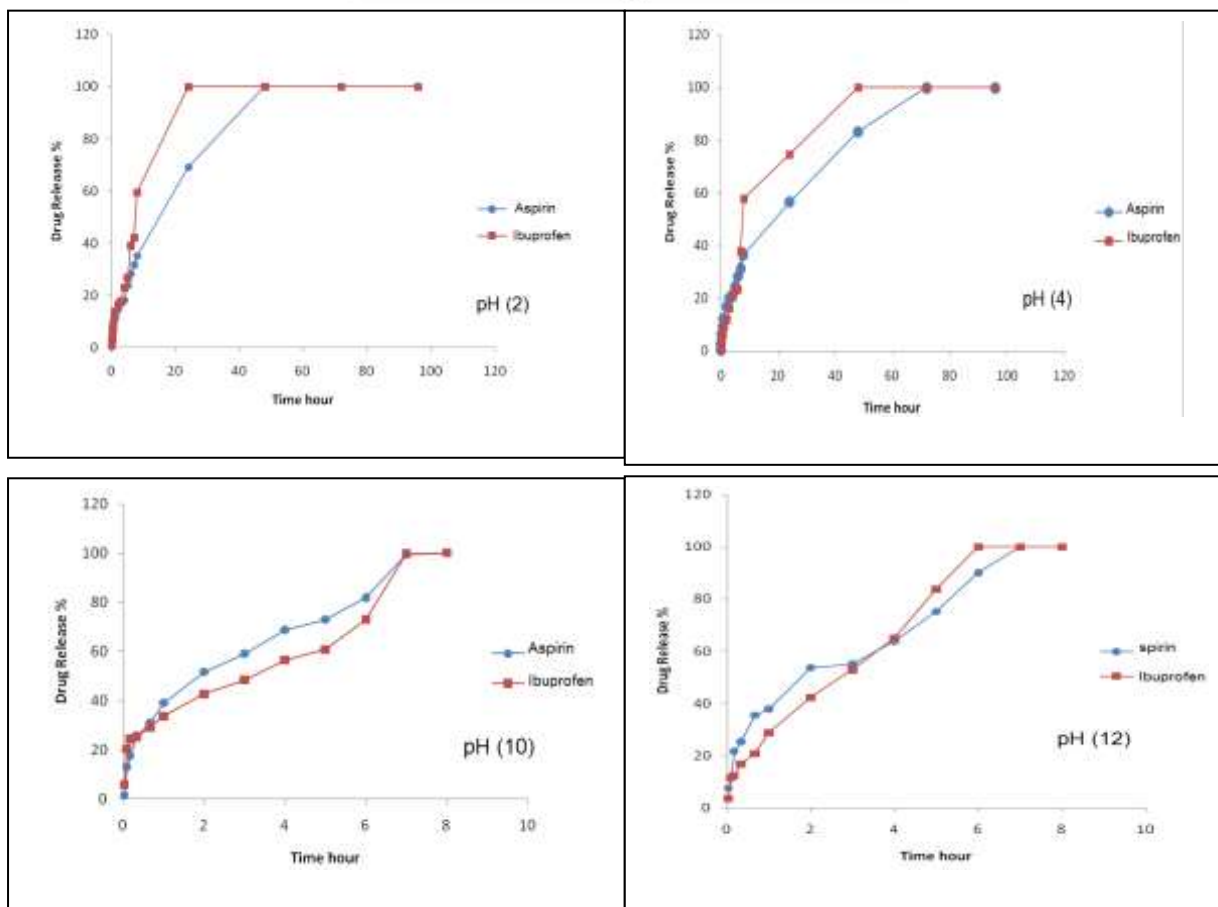 120
100
80
60
40
20
0
Drug Release %
0 20 40 60 80 100 120
Time hour
Aspirin
Ibuprofen
pH (2)
120
100
80
60
40
20
0
Drug Release %
0 20 40 60 80 100 120
Time hour
Aspirin
Ibuprofen
pH (4)
120
100
80
60
40
20
0
Drug Release %
0 2 4 6 8 10
Time hour
Aspirin
Ibuprofen
pH (10)
120
100
80
60
40
20
0
Drug Release %
0 2 4 6 8 10
Time hour
spirin
Ibuprofen
pH (12)